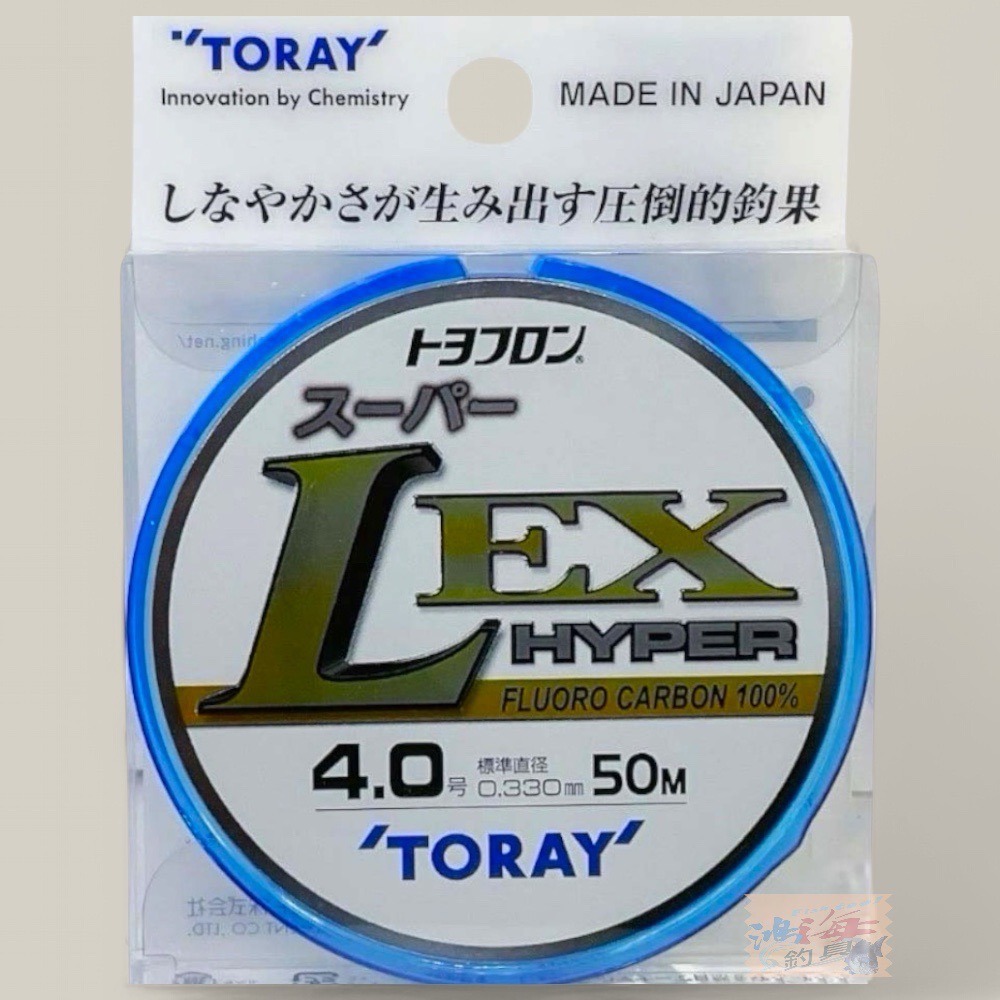 TORAY
Innovation by Chemistry
MADE IN JAPAN
しなやかさが生み出す圧倒的釣果
トヨフロン®
スーパー
L EX
HYPER
FLUORO CARBON 100%
4.0号 標準直径 0.330mm 50M
TORAY